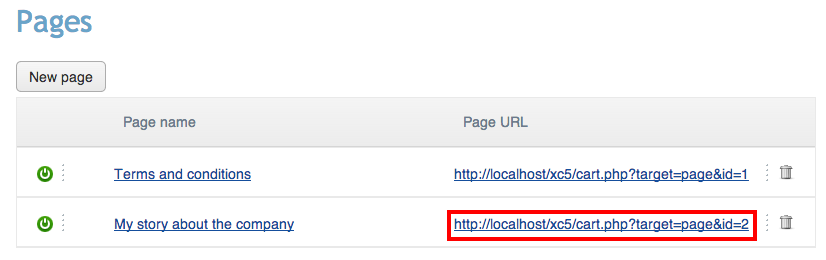 Pages
New page
Page name Page URL
Terms and conditions http://localhost/xc5/cart.php?target=page&id=1
My story about the company http://localhost/xc5/cart.php?target=page&id=2